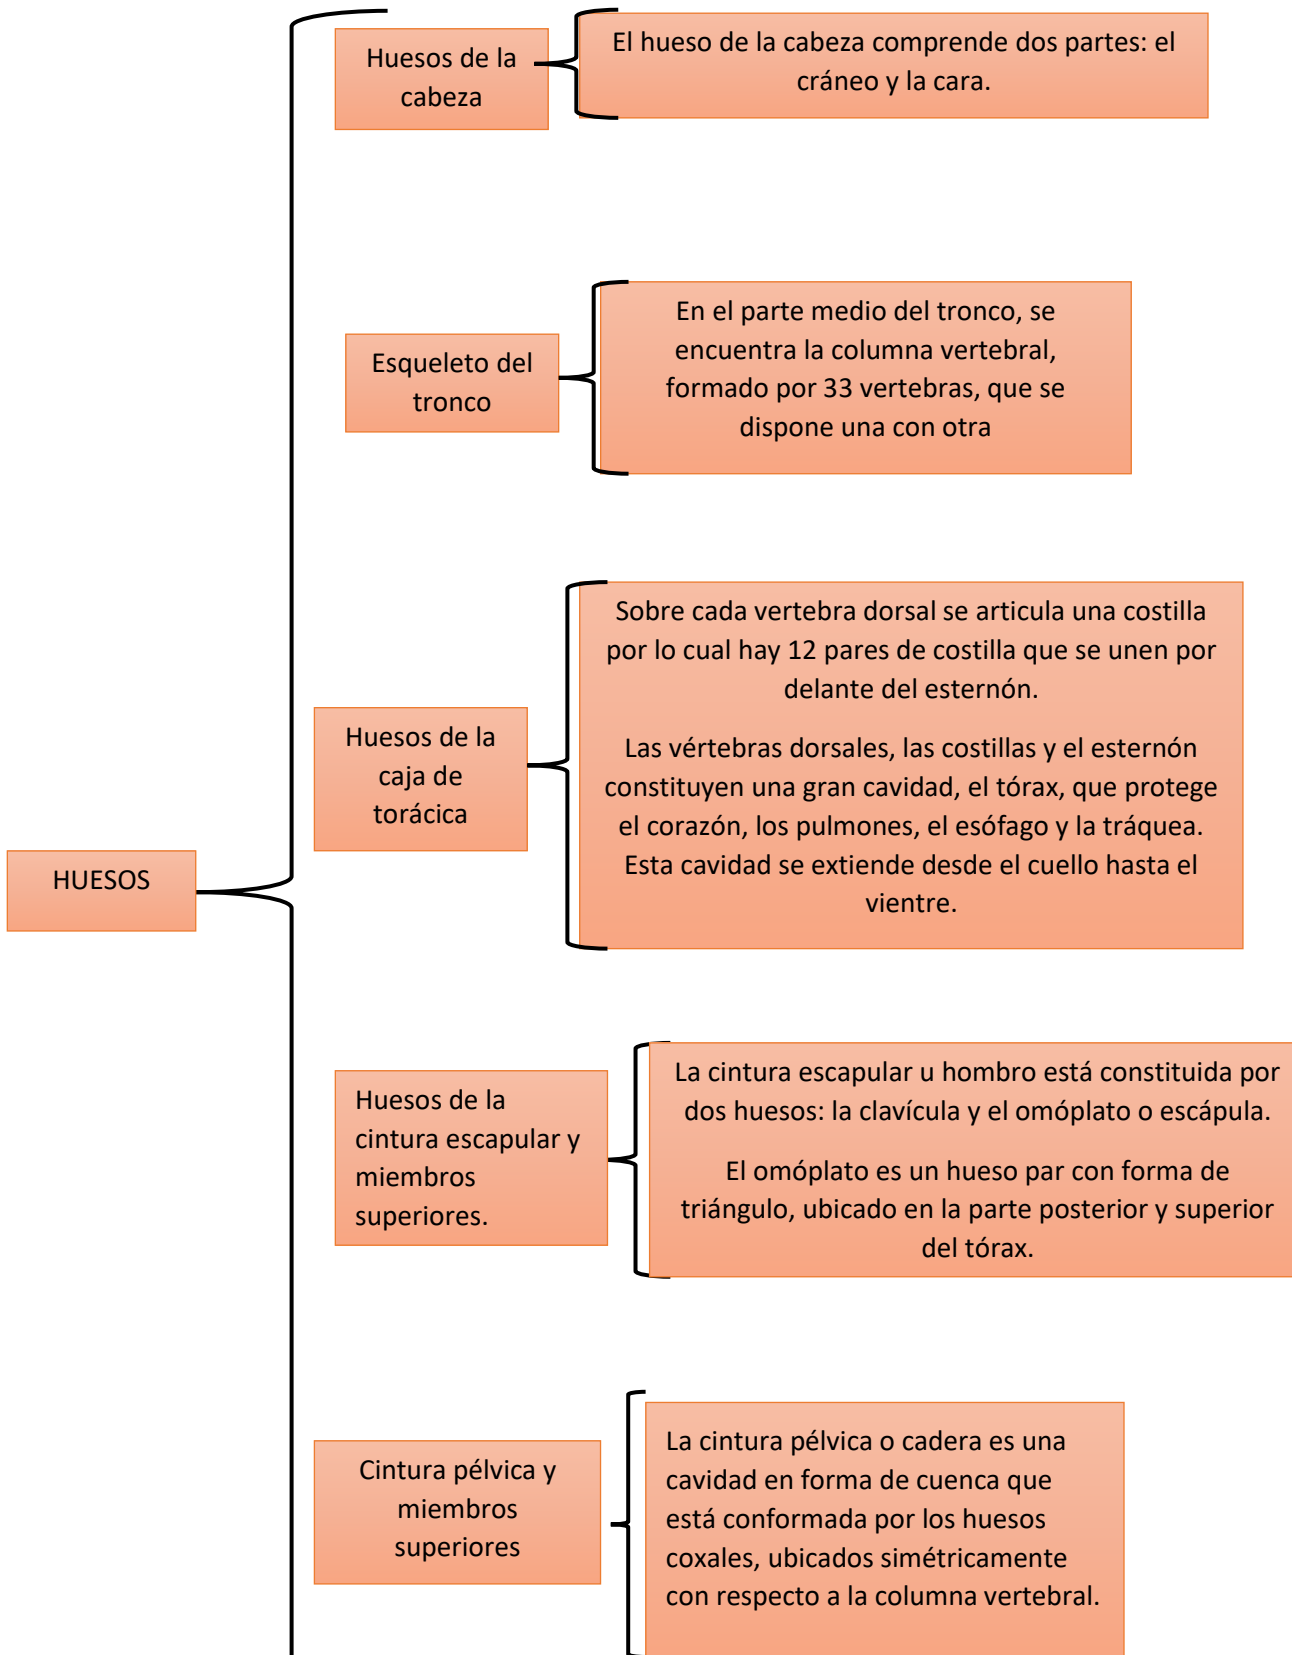 Huesos de la
cabeza
El hueso de la cabeza comprende dos partes: el
cráneo y la cara.
Esqueleto del
tronco
En el parte medio del tronco, se
encuentra la columna vertebral,
formado por 33 vertebras, que se
dispone una con otra
Huesos de la
caja de
torácica
Sobre cada vertebra dorsal se articula una costilla
por lo cual hay 12 pares de costilla que se unen por
delante del esternón.
Las vértebras dorsales, las costillas y el esternón
constituyen una gran cavidad, el tórax, que protege
el corazón, los pulmones, el esófago y la tráquea.
Esta cavidad se extiende desde el cuello hasta el
vientre.
HUESOS
Huesos de la
cintura escapular y
miembros
superiores.
La cintura escapular u hombro está constituida por
dos huesos: la clavícula y el omóplato o escápula.
El omóplato es un hueso par con forma de
triángulo, ubicado en la parte posterior y superior
del tórax.
Cintura pélvica y
miembros
superiores
La cintura pélvica o cadera es una
cavidad en forma de cuenca que
está conformada por los huesos
coxales, ubicados simétricamente
con respecto a la columna vertebral.